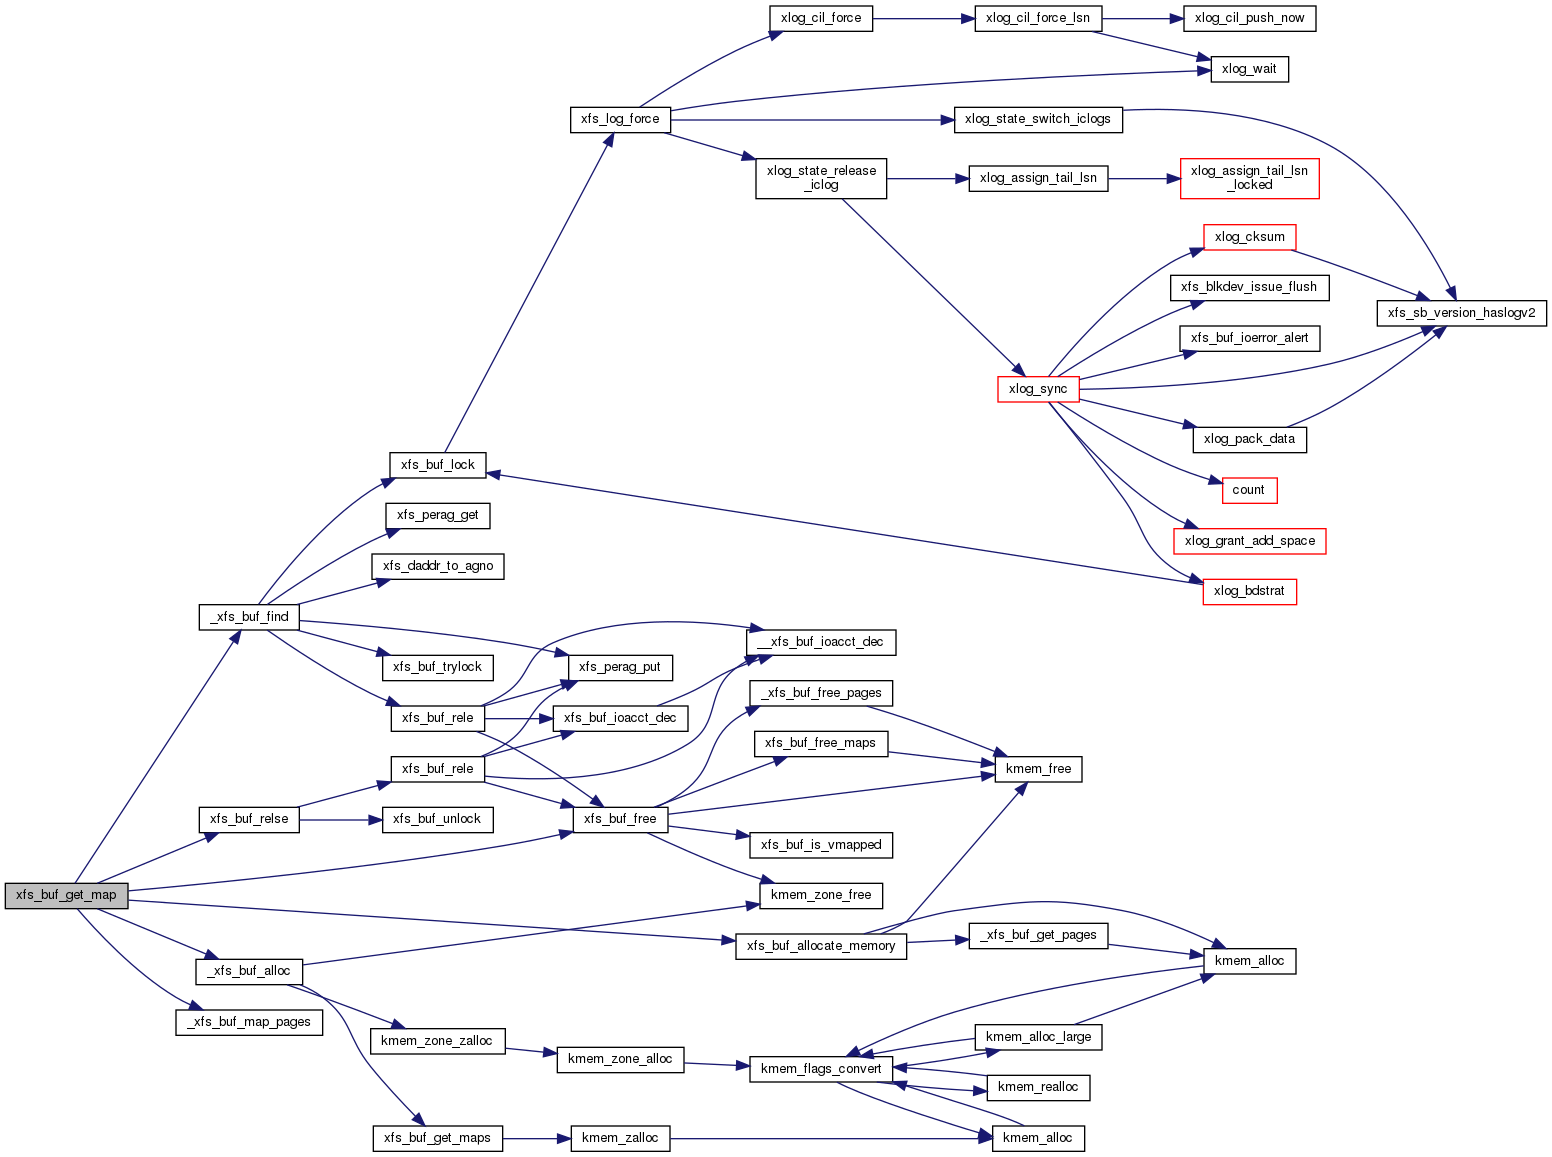 xlog_cil_force
xlog_cil_force_lsn
xlog_cil_push_now
xlog_wait
xfs_log_force
xlog_state_switch_iclogs
xlog_state_release
_iclog
xlog_assign_tail_lsn
xlog_assign_tail_lsn
_locked
xlog_cksum
xfs_blkdev_issue_flush
xfs_sb_version_haslogv2
xfs_buf_ioerror_alert
xlog_sync
xlog_pack_data
xfs_buf_lock
count
xfs_perag_get
xlog_grant_add_space
xfs_daddr_to_agno
xlog_bdstrat
_xfs_buf_find
__xfs_buf_ioacct_dec
xfs_buf_trylock
xfs_perag_put
_xfs_buf_free_pages
xfs_buf_rele
xfs_buf_ioacct_dec
xfs_buf_free_maps
xfs_buf_rele
kmem_free
xfs_buf_relse
xfs_buf_unlock
xfs_buf_free
xfs_buf_is_vmapped
xfs_buf_get_map
kmem_zone_free
xfs_buf_allocate_memory
_xfs_buf_get_pages
kmem_alloc
_xfs_buf_alloc
_xfs_buf_map_pages
kmem_zone_zalloc
kmem_alloc_large
kmem_zone_alloc
kmem_flags_convert
kmem_realloc
xfs_buf_get_maps
kmem_zalloc
kmem_alloc